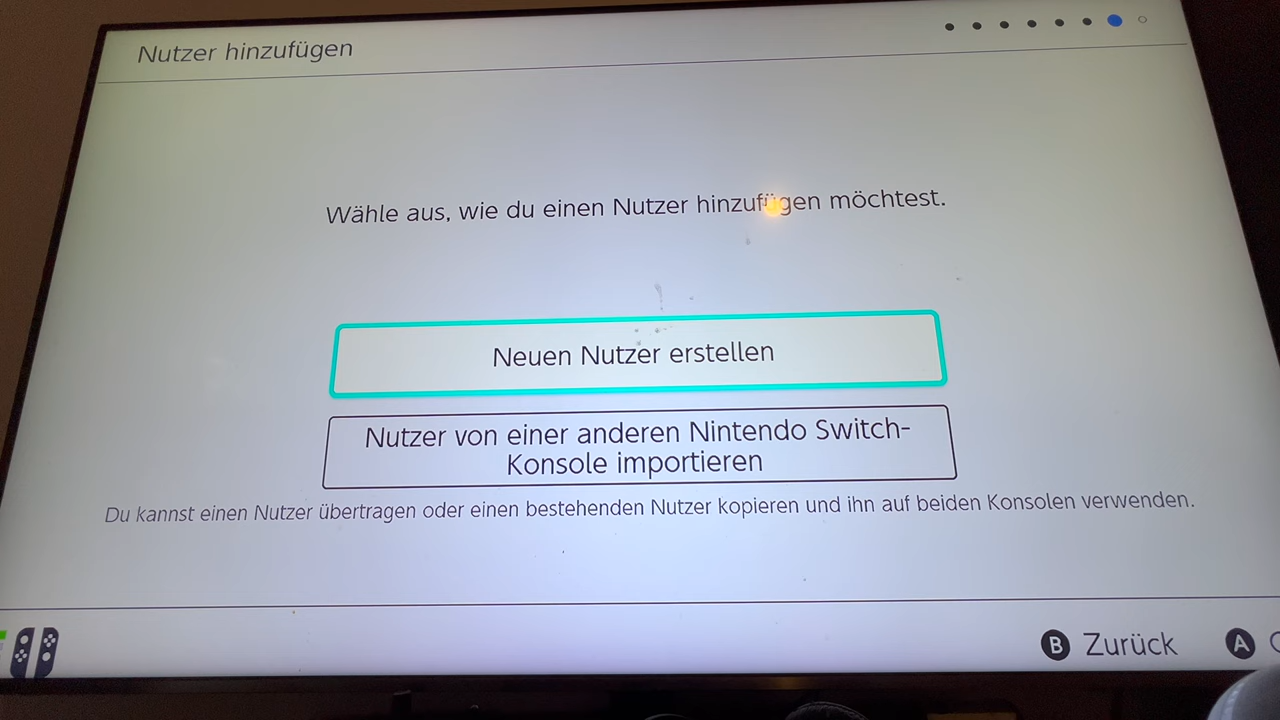 Nutzer hinzufügen
Wähle aus, wie du einen Nutzer hinzufügen möchtest.
Neuen Nutzer erstellen
Nutzer von einer anderen Nintendo Switch-
Konsole importieren
Du kannst einen Nutzer übertragen oder einen bestehenden Nutzer kopieren und ihn auf beiden Konsolen verwenden.
B Zurück A